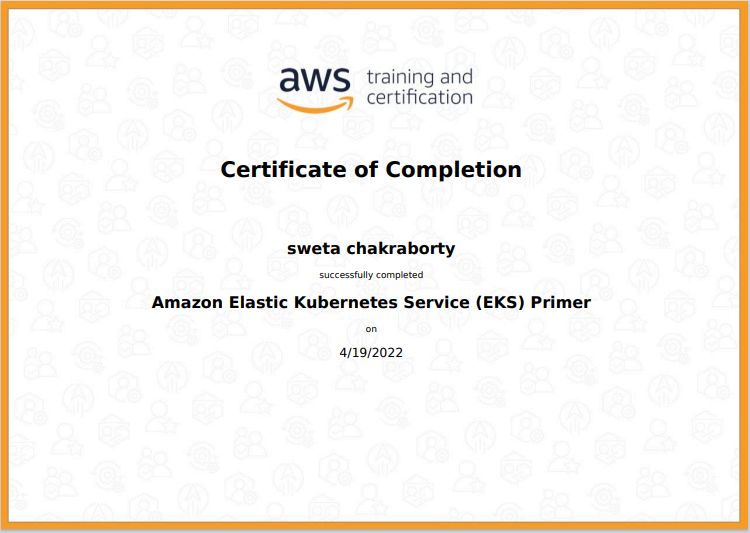 aws training and
certification
Certificate of Completion
sweta chakraborty
successfully completed
Amazon Elastic Kubernetes Service (EKS) Primer
on
4/19/2022